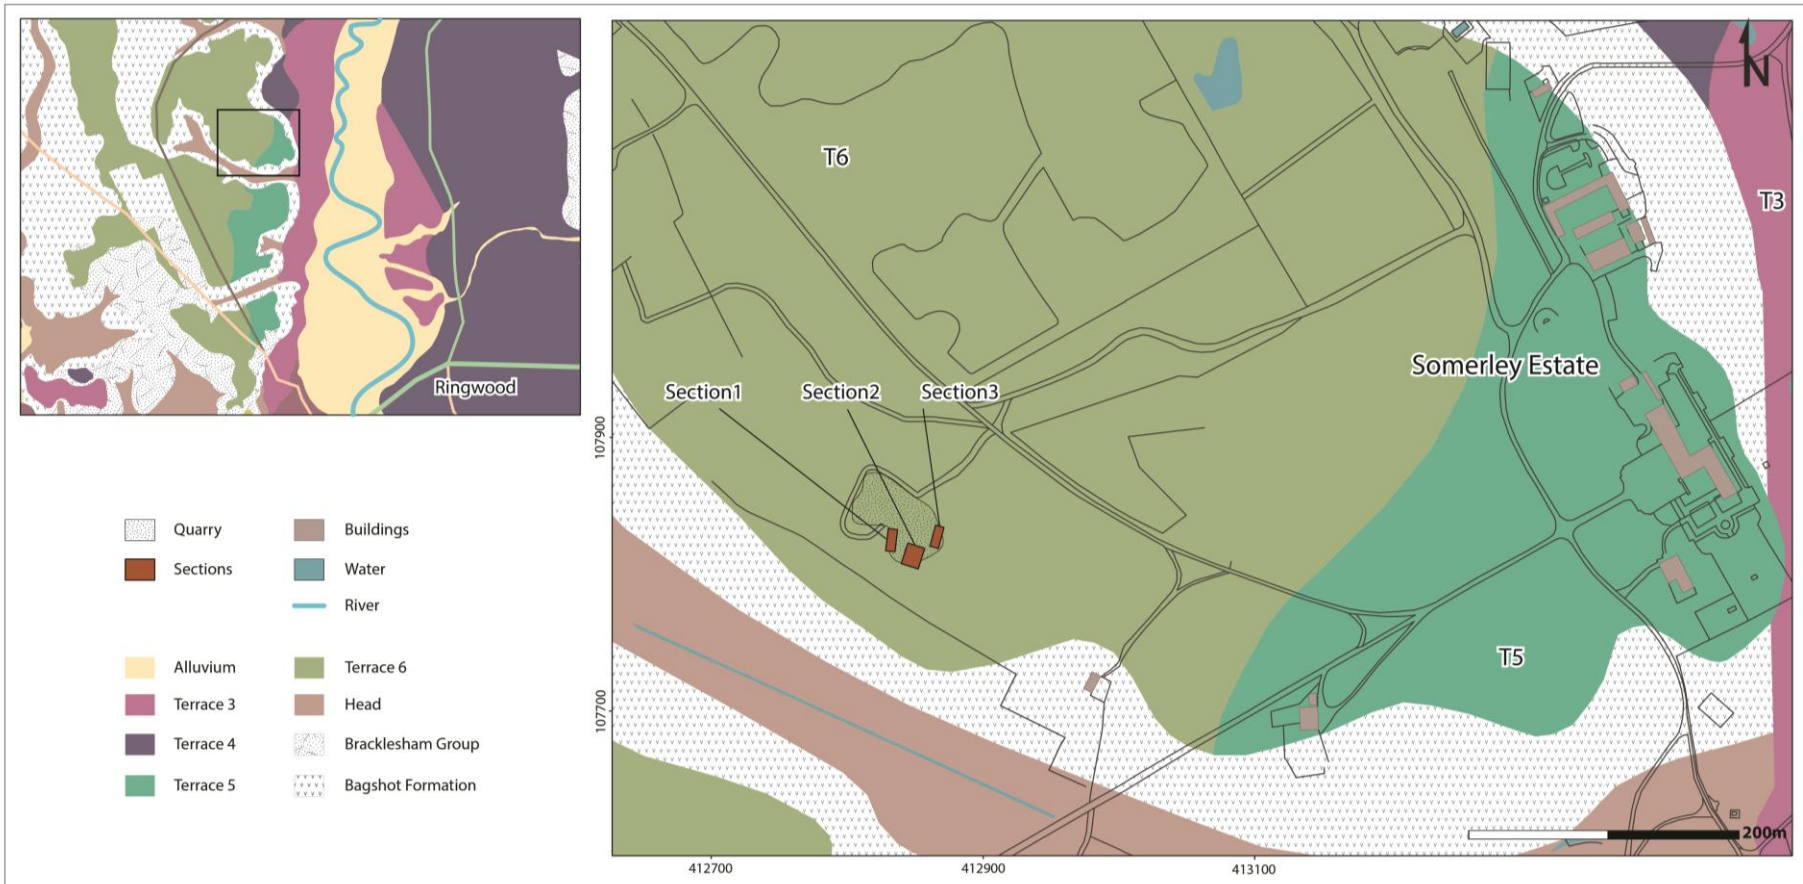 Ringwood
Quarry
Buildings
Sections
Water
River
Alluvium
Terrace 6
Terrace 3
Head
Terrace 4
Bracklesham Group
Terrace 5
Bagshot Formation
N
T6
T3
Somerley Estate
Section1
Section2
Section3
T5
107900
107700
200m
412700
412900
413100